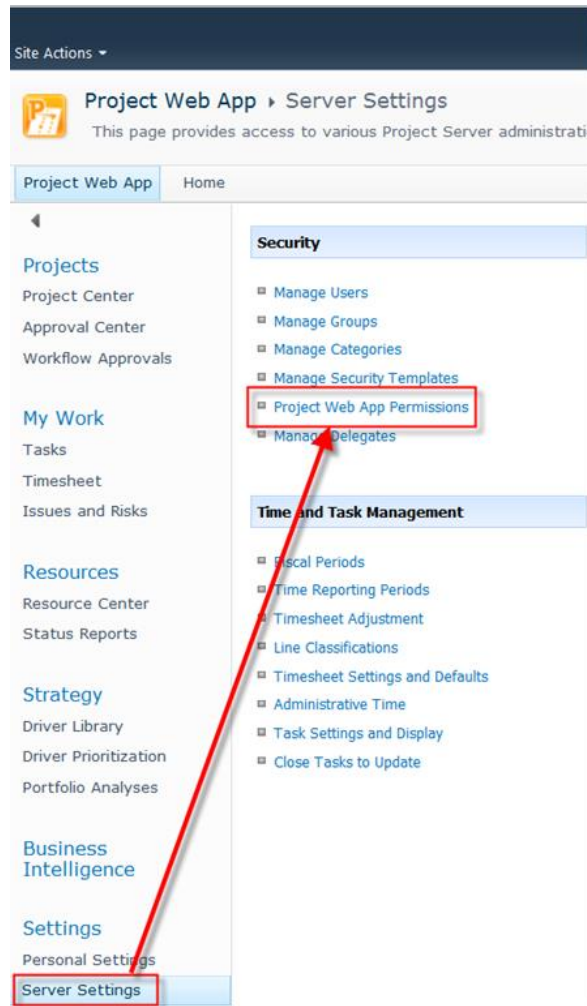 Site Actions
Project Web App ▸ Server Settings
This page provides access to various Project Server administrati
Project Web App
Home
Projects
Project Center
Approval Center
Workflow Approvals
My Work
Tasks
Timesheet
Issues and Risks
Resources
Resource Center
Status Reports
Strategy
Driver Library
Driver Prioritization
Portfolio Analyses
Business
Intelligence
Settings
Personal Settings
Server Settings
Security
Manage Users
Manage Groups
Manage Categories
Manage Security Templates
Project Web App Permissions
Manage Delegates
Time and Task Management
Fiscal Periods
Time Reporting Periods
Timesheet Adjustment
Line Classifications
Timesheet Settings and Defaults
Administrative Time
Task Settings and Display
Close Tasks to Update